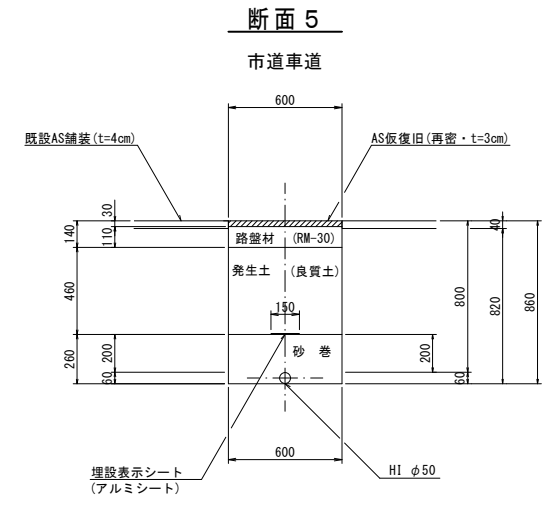 断面５
市道車道
600
既設AS舗装(t=4cm)
AS仮復旧(再密・t=3cm)
30
140
110
40
路盤材 (RM-30)
発生土 (良質土)
460
150
800
820
860
砂 巻
260
200
200
60
60
600
埋設表示シート
(アルミシート)
HI φ50